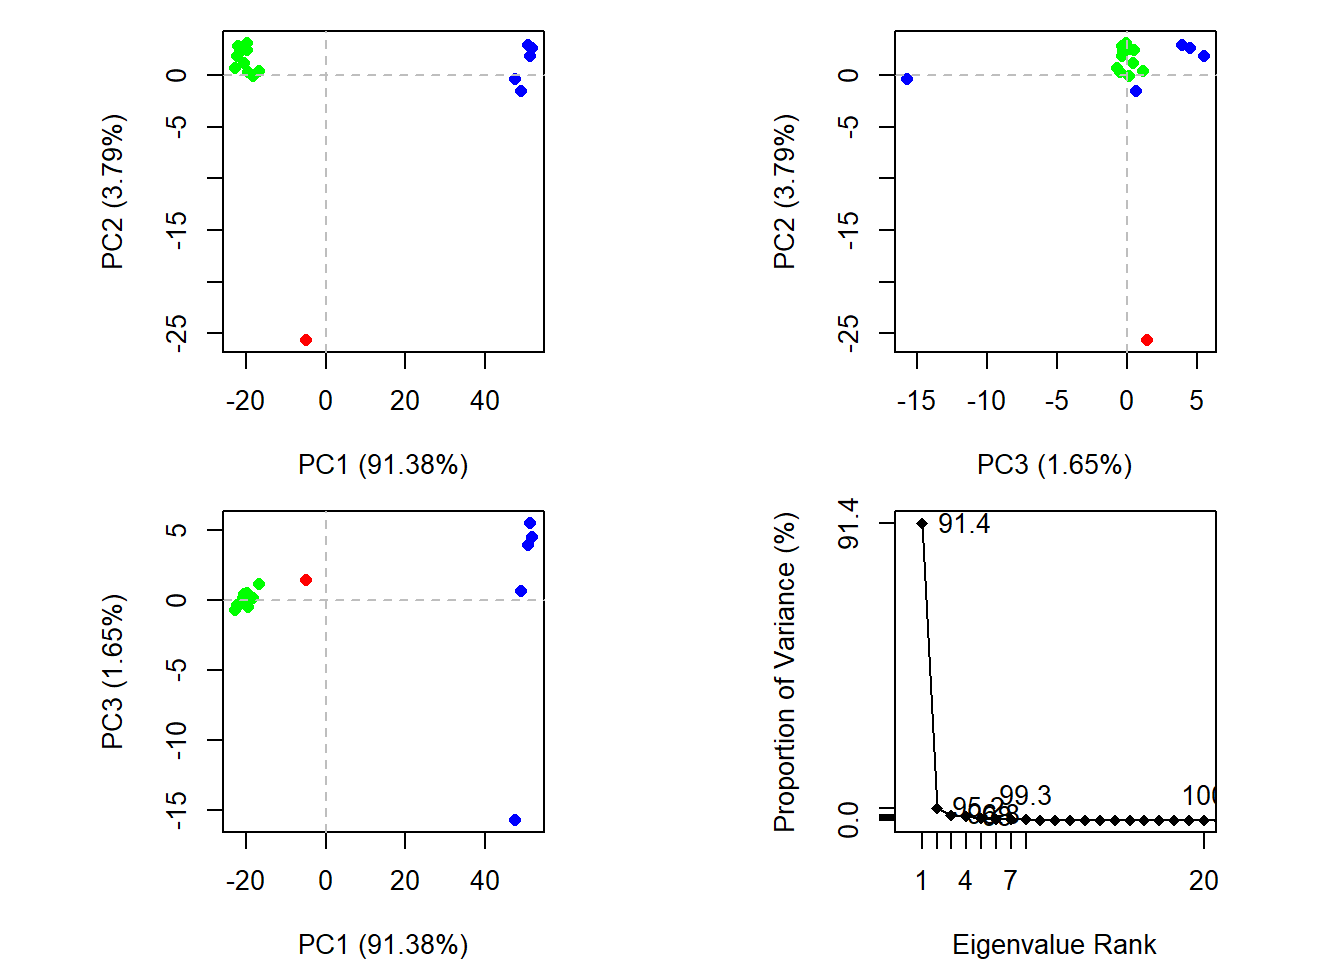 0
-5
-15
-25
PC2 (3.79%)
-20 0 20 40
PC1 (91.38%)
0
-5
-15
-25
PC2 (3.79%)
-15 -10 -5 0 5
PC3 (1.65%)
5
0
-5
-10
-15
PC3 (1.65%)
-20 0 20 40
PC1 (91.38%)
91.4
0.0
Proportion of Variance (%)
91.4
99.3
1 4 7 20
Eigenvalue Rank